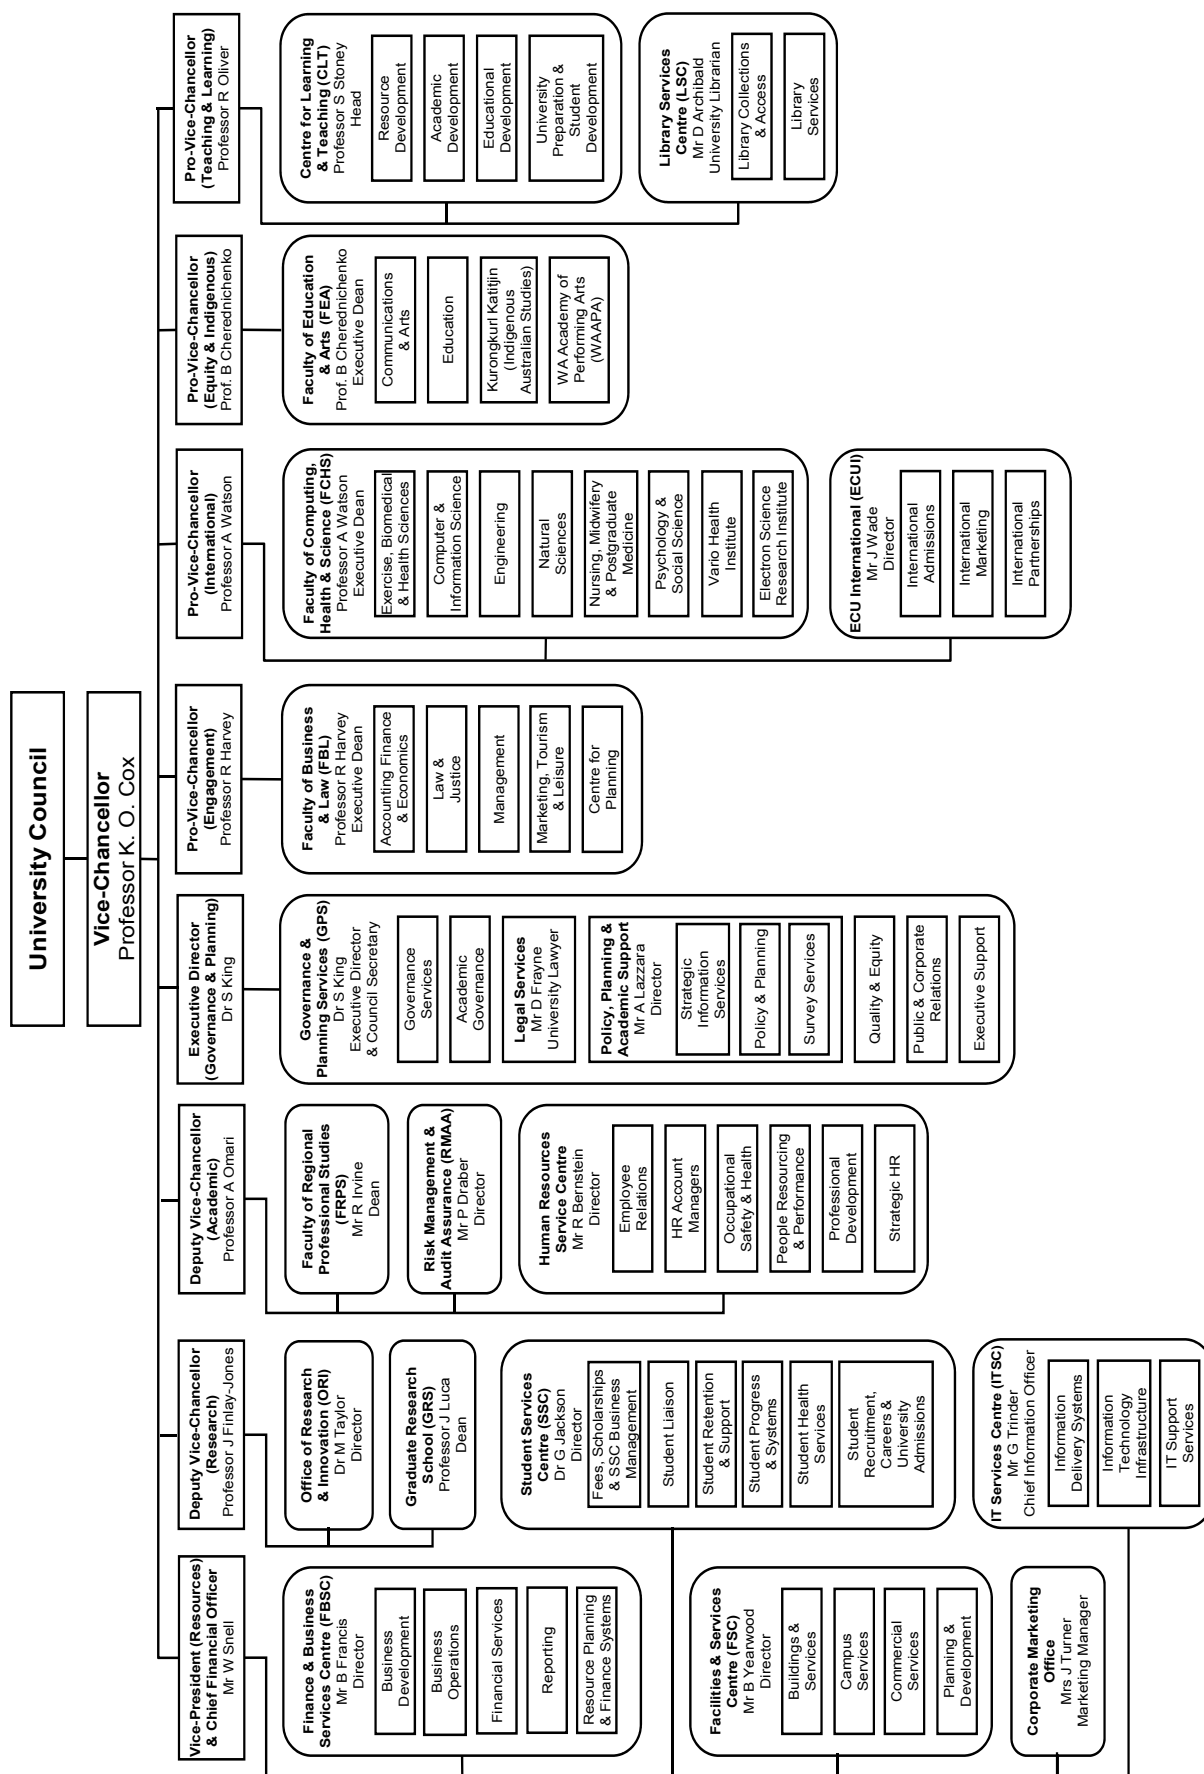 University Council
Vice-Chancellor
Professor K. O. Cox
Vice-President (Resources)
& Chief Financial Officer
Mr W Snell
Finance & Business
Services Centre (FBSC)
Mr B Francis
Director
Business
Development
Business
Operations
Financial Services
Reporting
Resource Planning
& Finance Systems
Student Services
Centre (SSC)
Dr G Jackson
Director
Fees, Scholarships
& SSC Business
Management
Student Liaison
Student Retention
& Support
Student Progress
& Systems
Student Health
Services
Student
Recruitment,
Careers &
University
Admissions
Facilities & Services
Centre (FSC)
Mr B Yearwood
Director
Buildings &
Services
Campus
Services
Commercial
Services
Planning &
Development
Corporate Marketing
Office
Mrs J Turner
Marketing Manager
IT Services Centre (ITSC)
Mr G Trinder
Chief Information Officer
Information
Delivery Systems
Information
Technology
Infrastructure
IT Support
Services
Deputy Vice-Chancellor
(Research)
Professor J Finlay-Jones
Office of Research
& Innovation (ORI)
Dr M Taylor
Director
Graduate Research
School (GRS)
Professor J Luca
Dean
Deputy Vice-Chancellor
(Academic)
Professor A Omari
Faculty of Regional
Professional Studies
(FRPS)
Mr R Irvine
Dean
Risk Management &
Audit Assurance (RMAA)
Mr P Draber
Director
Human Resources
Service Centre
Mr R Bernstein
Director
Employee
Relations
HR Account
Managers
Occupational
Safety & Health
People Resourcing
& Performance
Professional
Development
Strategic HR
Executive Director
(Governance & Planning)
Dr S King
Governance &
Planning Services (GPS)
Dr S King
Executive Director
& Council Secretary
Governance
Services
Academic
Governance
Legal Services
Mr D Frayne
University Lawyer
Policy, Planning &
Academic Support
Mr A Lazzara
Director
Strategic
Information
Services
Policy & Planning
Survey Services
Quality & Equity
Public & Corporate
Relations
Executive Support
Pro-Vice-Chancellor
(Engagement)
Professor R Harvey
Faculty of Business
& Law (FBL)
Professor R Harvey
Executive Dean
Accounting Finance
& Economics
Law &
Justice
Management
Marketing, Tourism
& Leisure
Centre for
Planning
Pro-Vice-Chancellor
(International)
Professor A Watson
Faculty of Computing,
Health & Science (FCHS)
Professor A Watson
Executive Dean
Exercise, Biomedical
& Health Sciences
Computer &
Information Science
Engineering
Natural
Sciences
Nursing, Midwifery
& Postgraduate
Medicine
Psychology &
Social Science
Vario Health
Institute
Electron Science
Research Institute
ECU International (ECUI)
Mr J Wade
Director
International
Admissions
International
Marketing
International
Partnerships
Pro-Vice-Chancellor
(Equity & Indigenous)
Prof. B Cherednichenko
Faculty of Education
& Arts (FEA)
Prof. B Cherednichenko
Executive Dean
Communications
& Arts
Education
Kurongkurl Katitjin
(Indigenous
Australian Studies)
WA Academy of
Performing Arts
(WAAPA)
Pro-Vice-Chancellor
(Teaching & Learning)
Professor R Oliver
Centre for Learning
& Teaching (CLT)
Professor S Stoney
Head
Resource
Development
Academic
Development
Educational
Development
University
Preparation &
Student
Development
Library Services
Centre (LSC)
Mr D Archibald
University Librarian
Library Collections
& Access
Library
Services